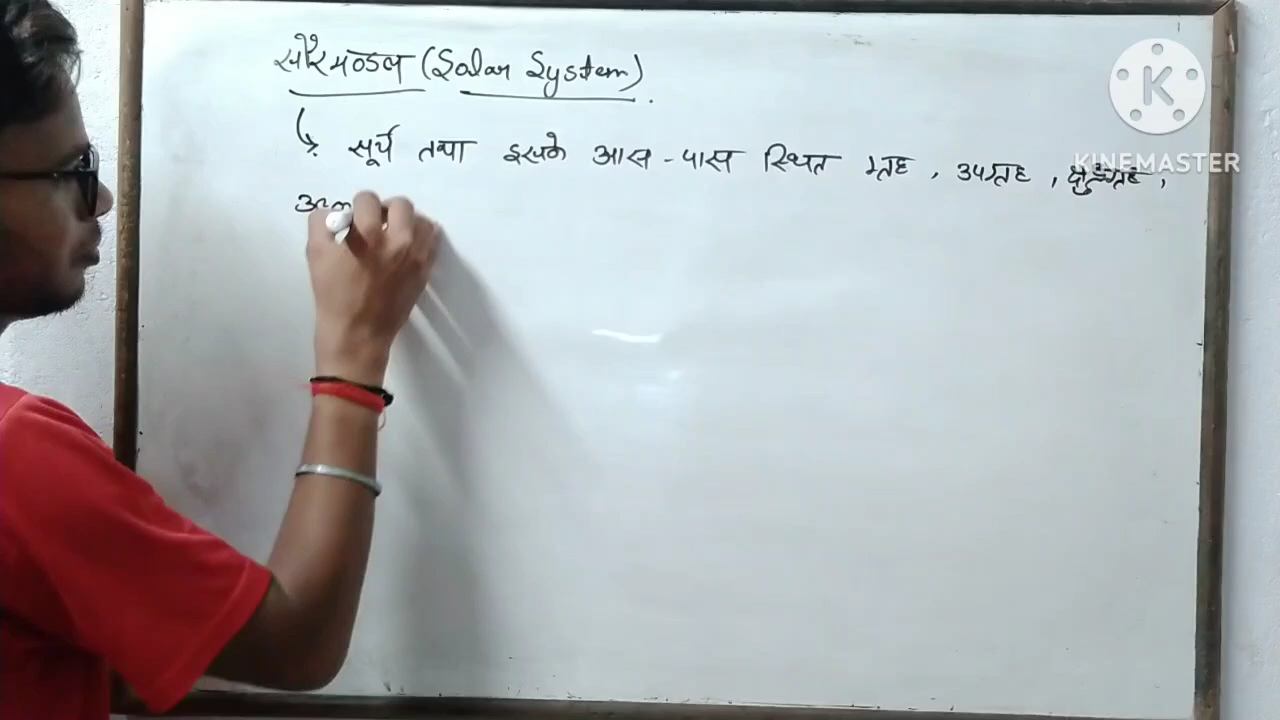 सौरमण्डल (Solar System).
→ सूर्य तथा इसके आस-पास स्थित ग्रह, उपग्रह, क्षुद्रग्रह,
K
KINEMASTER